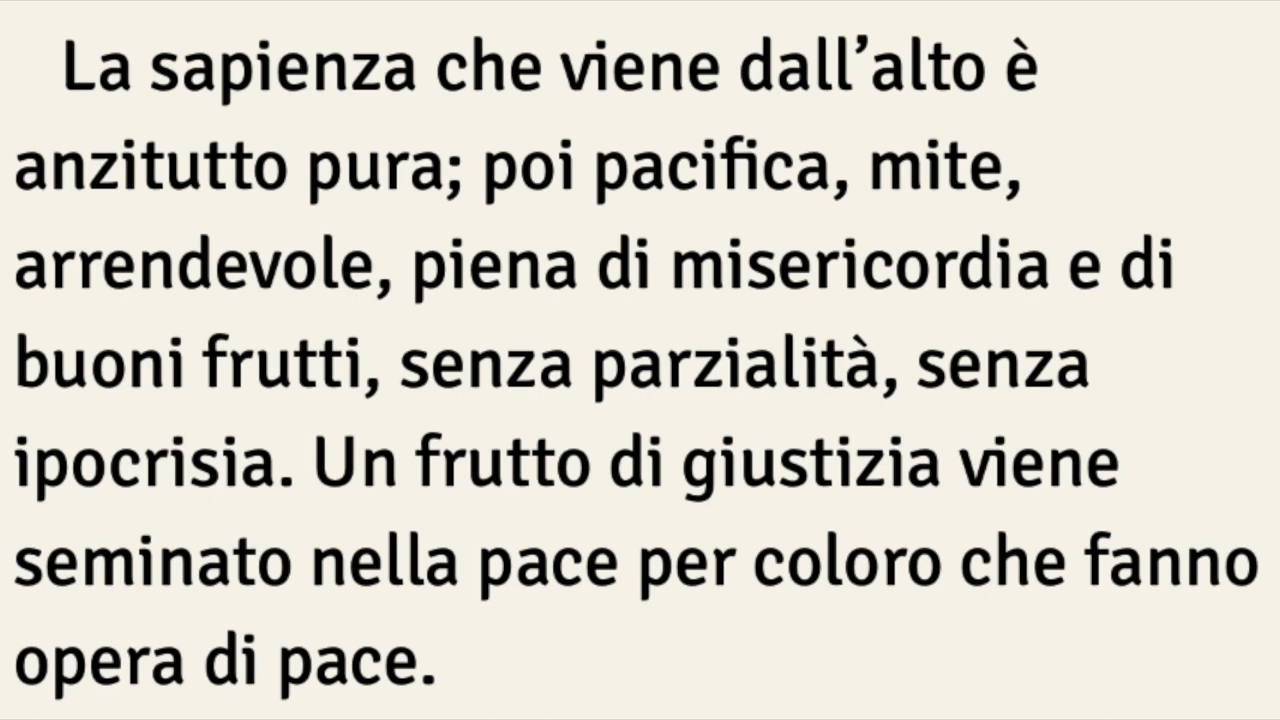 La sapienza che viene dall’alto è
anzitutto pura; poi pacifica, mite,
arrendevole, piena di misericordia e di
buoni frutti, senza parzialità, senza
ipocrisia. Un frutto di giustizia viene
seminato nella pace per coloro che fanno
opera di pace.